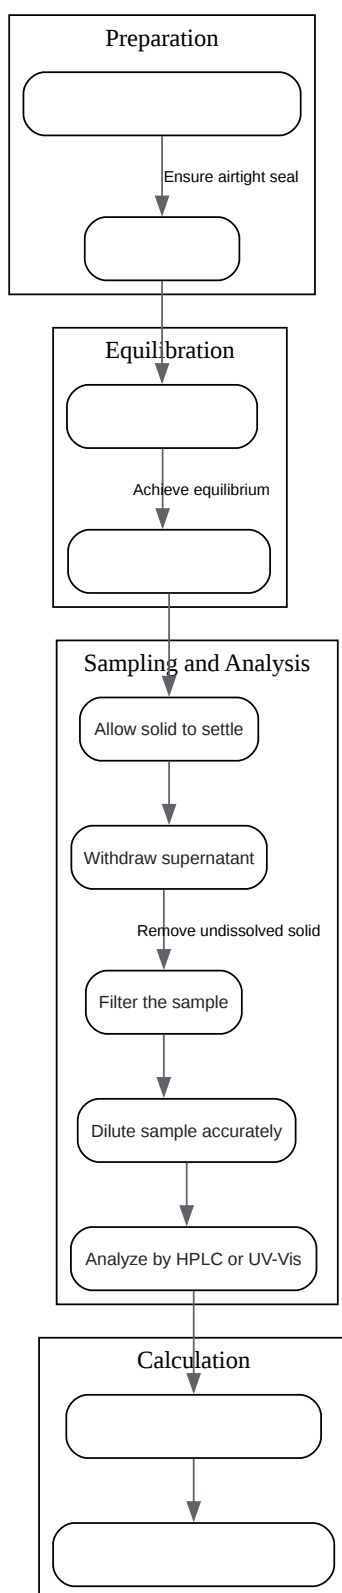 Preparation
Ensure airtight seal
Equilibration
Achieve equilibrium
Sampling and Analysis
Allow solid to settle
Withdraw supernatant
Remove undissolved solid
Filter the sample
Dilute sample accurately
Analyze by HPLC or UV-Vis
Calculation